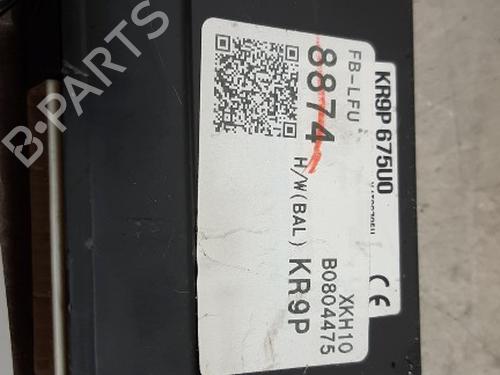 KR9P 675U0
CE
FB-LFU
8874
H/W(BAL)
KR9P
XKH10
B0804475
B-PARTS